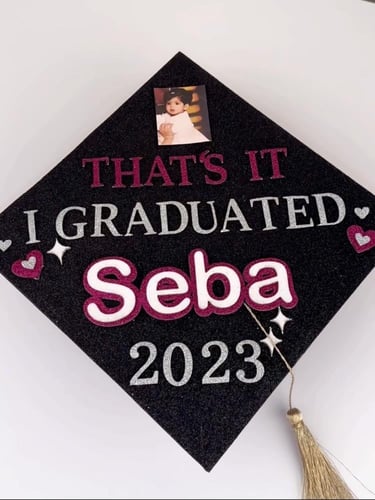 THAT'S IT
I GRADUATED
Seba
2023